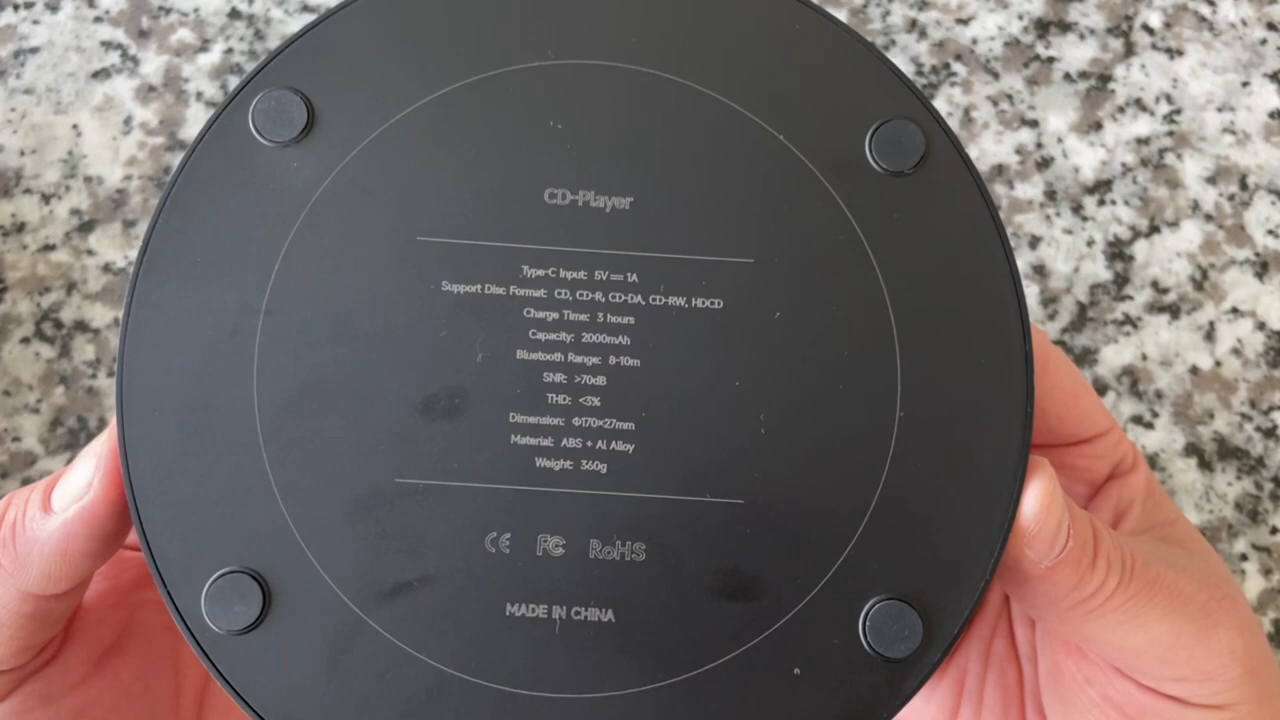 CD-Player
Type-C Input: 5V⎓1A
Support Disc Format: CD, CD-R, CD-DA, CD-RW, HDCD
Charge Time: 3 hours
Capacity: 2000mAh
Bluetooth Range: 8-10m
SNR: >70dB
THD: <3%
Dimension: Φ170×27mm
Material: ABS + Al Alloy
Weight: 360g
CE FC RoHS
MADE IN CHINA